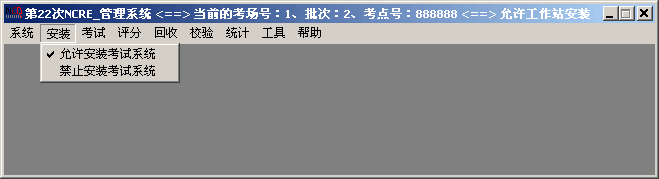 第22次NCRE_管理系统 <==> 当前的考场号：1、批次：2、考点号：888888 <==> 允许工作站安装
系统 安装 考试 评分 回收 校验 统计 工具 帮助
✓ 允许安装考试系统
禁止安装考试系统